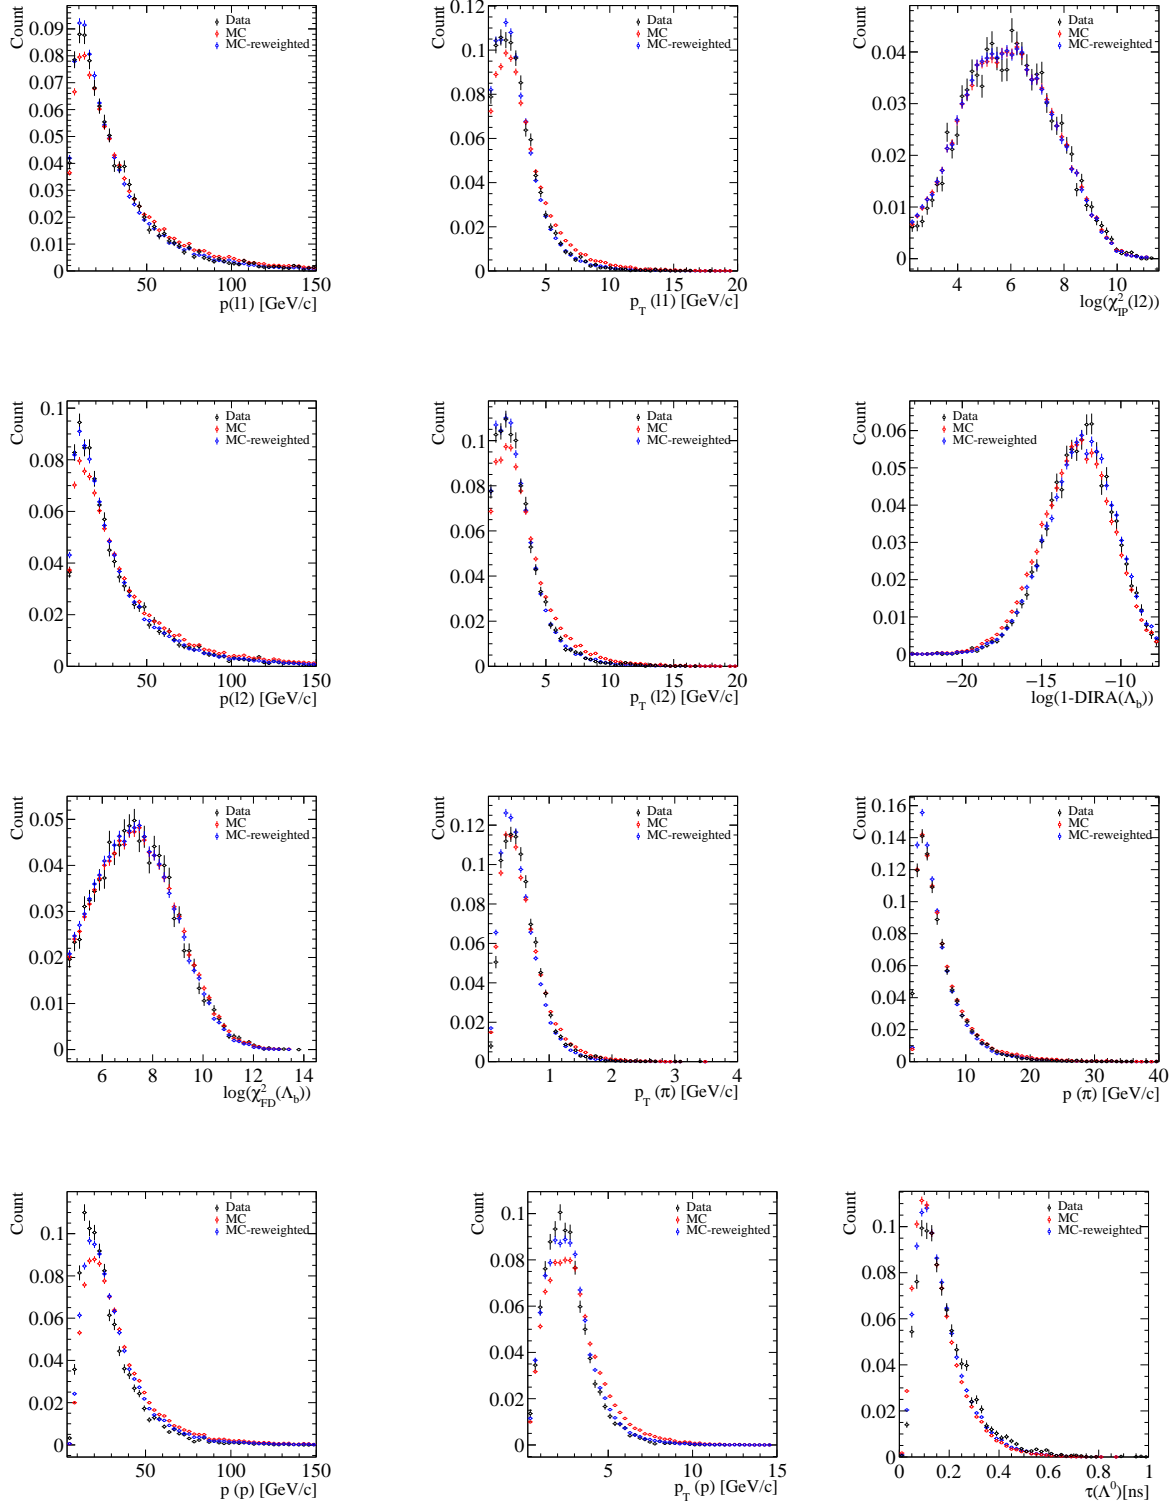 Count
0.09
0.08
0.07
0.06
0.05
0.04
0.03
0.02
0.01
0
50
100
150
p(l1) [GeV/c]
Data
MC
MC-reweighted
Count
0.12
0.1
0.08
0.06
0.04
0.02
0
5
10
15
20
p_T (l1) [GeV/c]
Data
MC
MC-reweighted
Count
0.04
0.03
0.02
0.01
0
4
6
8
10
log(χ²_IP(l2))
Data
MC
MC-reweighted
Count
0.1
0.08
0.06
0.04
0.02
0
50
100
150
p(l2) [GeV/c]
Data
MC
MC-reweighted
Count
0.1
0.08
0.06
0.04
0.02
0
5
10
15
20
p_T (l2) [GeV/c]
Data
MC
MC-reweighted
Count
0.06
0.05
0.04
0.03
0.02
0.01
0
−20
−15
−10
log(1-DIRA(Λ_b))
Data
MC
MC-reweighted
Count
0.05
0.04
0.03
0.02
0.01
0
6
8
10
12
14
log(χ²_FD(Λ_b))
Data
MC
MC-reweighted
Count
0.12
0.1
0.08
0.06
0.04
0.02
0
1
2
3
4
p_T (π) [GeV/c]
Data
MC
MC-reweighted
Count
0.16
0.14
0.12
0.1
0.08
0.06
0.04
0.02
0
10
20
30
40
p (π) [GeV/c]
Data
MC
MC-reweighted
Count
0.1
0.08
0.06
0.04
0.02
0
50
100
150
p (p) [GeV/c]
Data
MC
MC-reweighted
Count
0.1
0.08
0.06
0.04
0.02
0
5
10
15
p_T (p) [GeV/c]
Data
MC
MC-reweighted
Count
0.1
0.08
0.06
0.04
0.02
0
0
0.2
0.4
0.6
0.8
1
τ(Λ⁰)[ns]
Data
MC
MC-reweighted